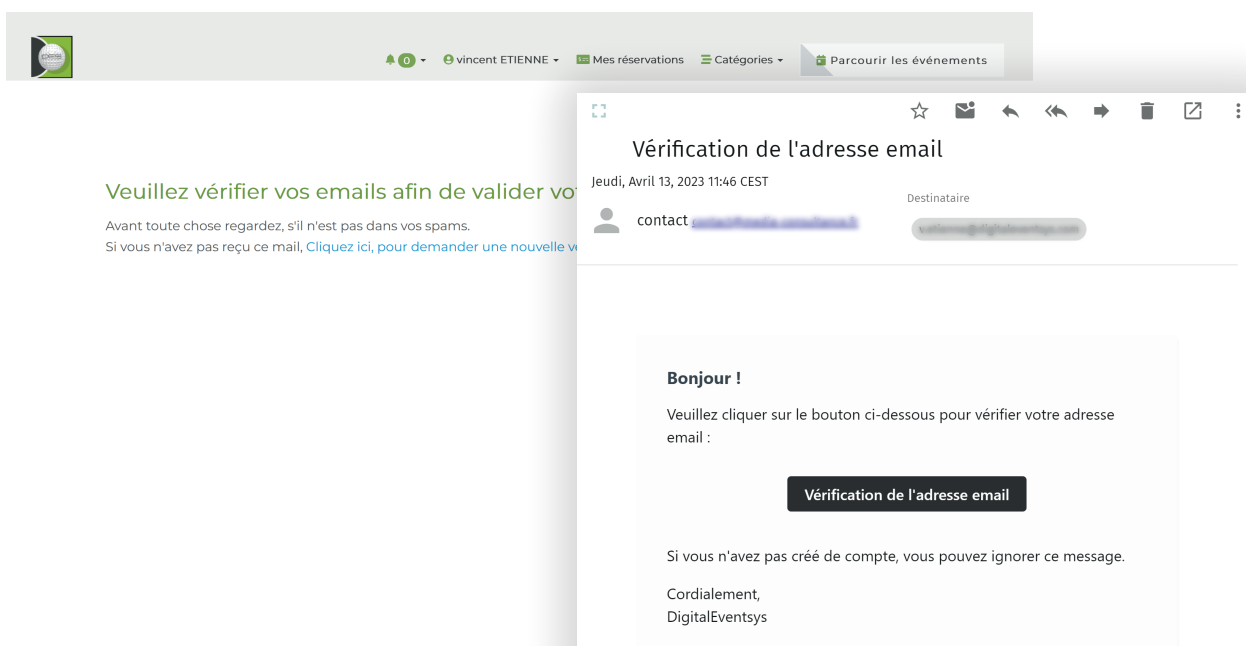 0
vincent ETIENNE
Mes réservations
Catégories
Parcourir les événements
Veuillez vérifier vos emails afin de valider vo
Avant toute chose regardez, s'il n'est pas dans vos spams.
Si vous n'avez pas reçu ce mail, Cliquez ici, pour demander une nouvelle v
Vérification de l'adresse email
Jeudi, Avril 13, 2023 11:46 CEST
Destinataire
contact
Bonjour !
Veuillez cliquer sur le bouton ci-dessous pour vérifier votre adresse
email :
Vérification de l'adresse email
Si vous n'avez pas créé de compte, vous pouvez ignorer ce message.
Cordialement,
DigitalEventsys